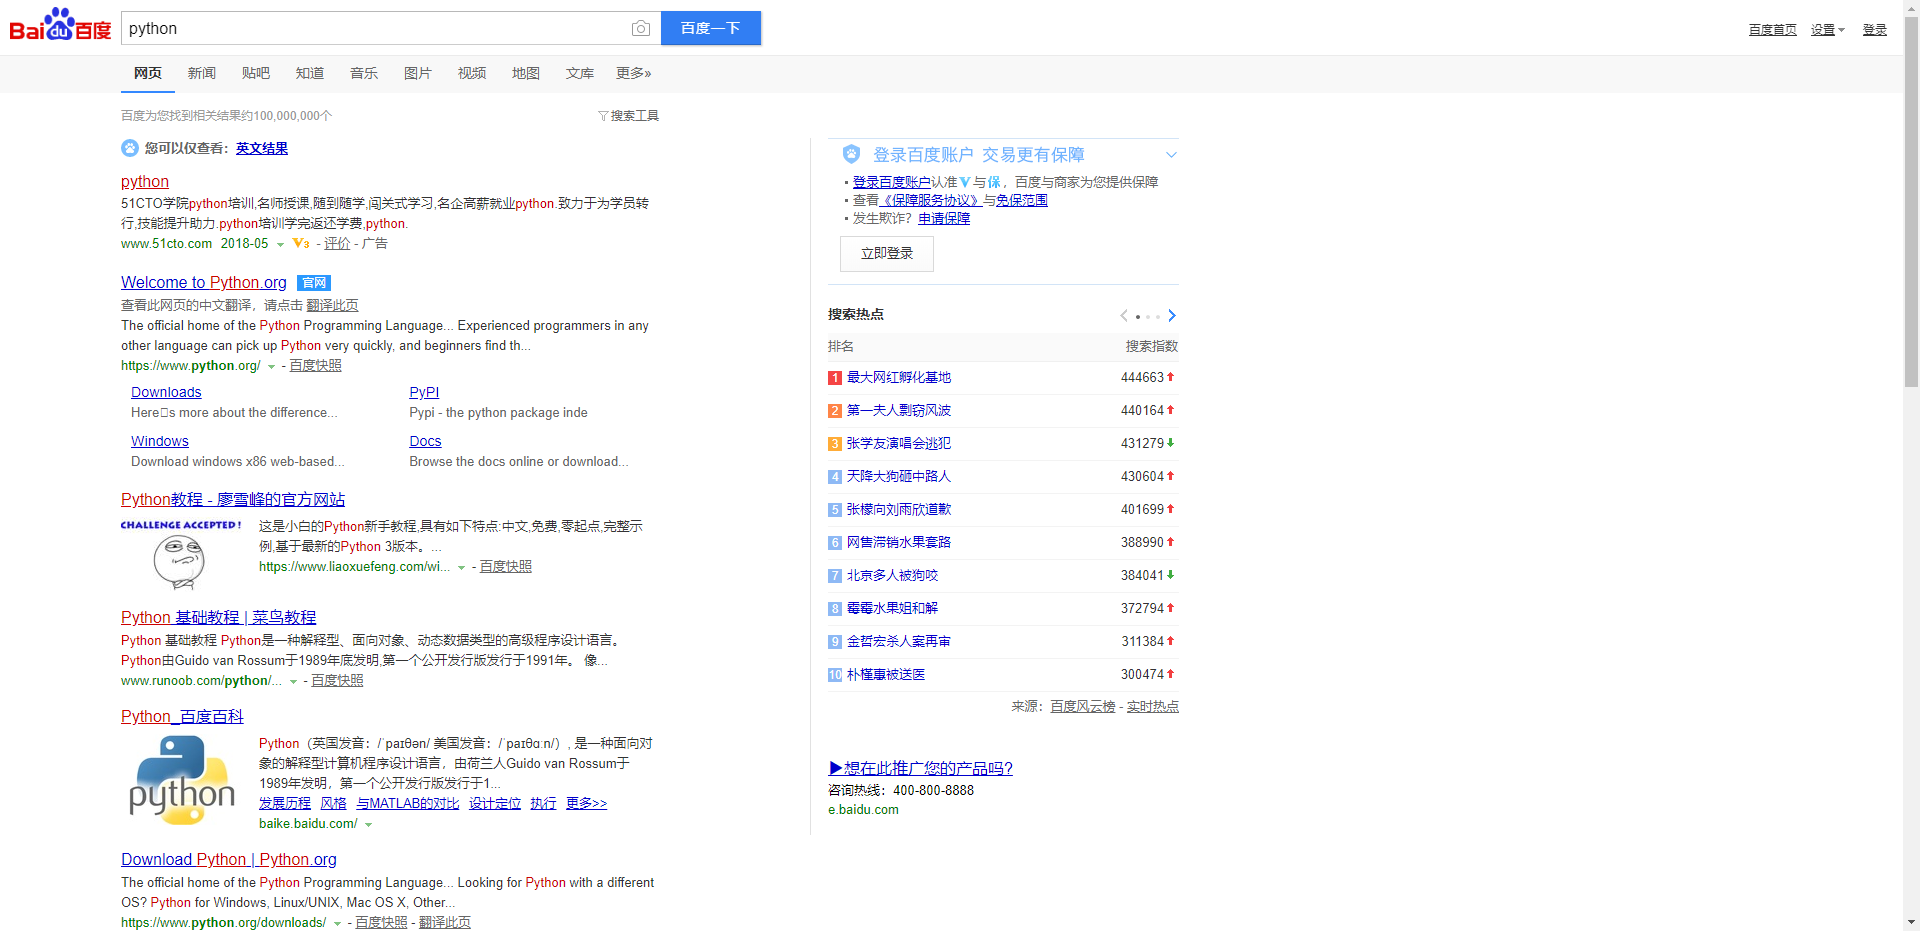 Baidu百度
python
百度一下
百度首页 设置 登录
网页 新闻 贴吧 知道 音乐 图片 视频 地图 文库 更多»
百度为您找到相关结果约100,000,000个
搜索工具
您可以仅查看：英文结果
python
51CTO学院python培训,名师授课,随到随学,闯关式学习,名企高薪就业python.致力于为学员转
行,技能提升助力.python培训学完返还学费,python.
www.51cto.com 2018-05 V3 - 评价 - 广告
Welcome to Python.org 官网
查看此网页的中文翻译，请点击 翻译此页
The official home of the Python Programming Language... Experienced programmers in any
other language can pick up Python very quickly, and beginners find th...
https://www.python.org/ - 百度快照
Downloads
Here□s more about the difference...
PyPI
Pypi - the python package inde
Windows
Download windows x86 web-based...
Docs
Browse the docs online or download...
Python教程 - 廖雪峰的官方网站
CHALLENGE ACCEPTED!
这是小白的Python新手教程,具有如下特点:中文,免费,零起点,完整示
例,基于最新的Python 3版本。...
https://www.liaoxuefeng.com/wi... - 百度快照
Python 基础教程 | 菜鸟教程
Python 基础教程 Python是一种解释型、面向对象、动态数据类型的高级程序设计语言。
Python由Guido van Rossum于1989年底发明,第一个公开发行版发行于1991年。 像...
www.runoob.com/python/... - 百度快照
Python_百度百科
python
Python（英国发音：/ˈpaɪθən/ 美国发音：/ˈpaɪθɑːn/）, 是一种面向对
象的解释型计算机程序设计语言，由荷兰人Guido van Rossum于
1989年发明，第一个公开发行版发行于1...
发展历程 风格 与MATLAB的对比 设计定位 执行 更多>>
baike.baidu.com/
Download Python | Python.org
The official home of the Python Programming Language... Looking for Python with a different
OS? Python for Windows, Linux/UNIX, Mac OS X, Other...
https://www.python.org/downloads/ - 百度快照 - 翻译此页
登录百度账户 交易更有保障
登录百度账户认准V与保，百度与商家为您提供保障
查看《保障服务协议》与免保范围
发生欺诈？申请保障
立即登录
搜索热点
排名 搜索指数
1 最大网红孵化基地 444663
2 第一夫人剽窃风波 440164
3 张学友演唱会逃犯 431279
4 天降大狗砸中路人 430604
5 张檬向刘雨欣道歉 401699
6 网售滞销水果套路 388990
7 北京多人被狗咬 384041
8 霉霉水果姐和解 372794
9 金哲宏杀人案再审 311384
10 朴槿惠被送医 300474
来源：百度风云榜 - 实时热点
▶想在此推广您的产品吗?
咨询热线：400-800-8888
e.baidu.com